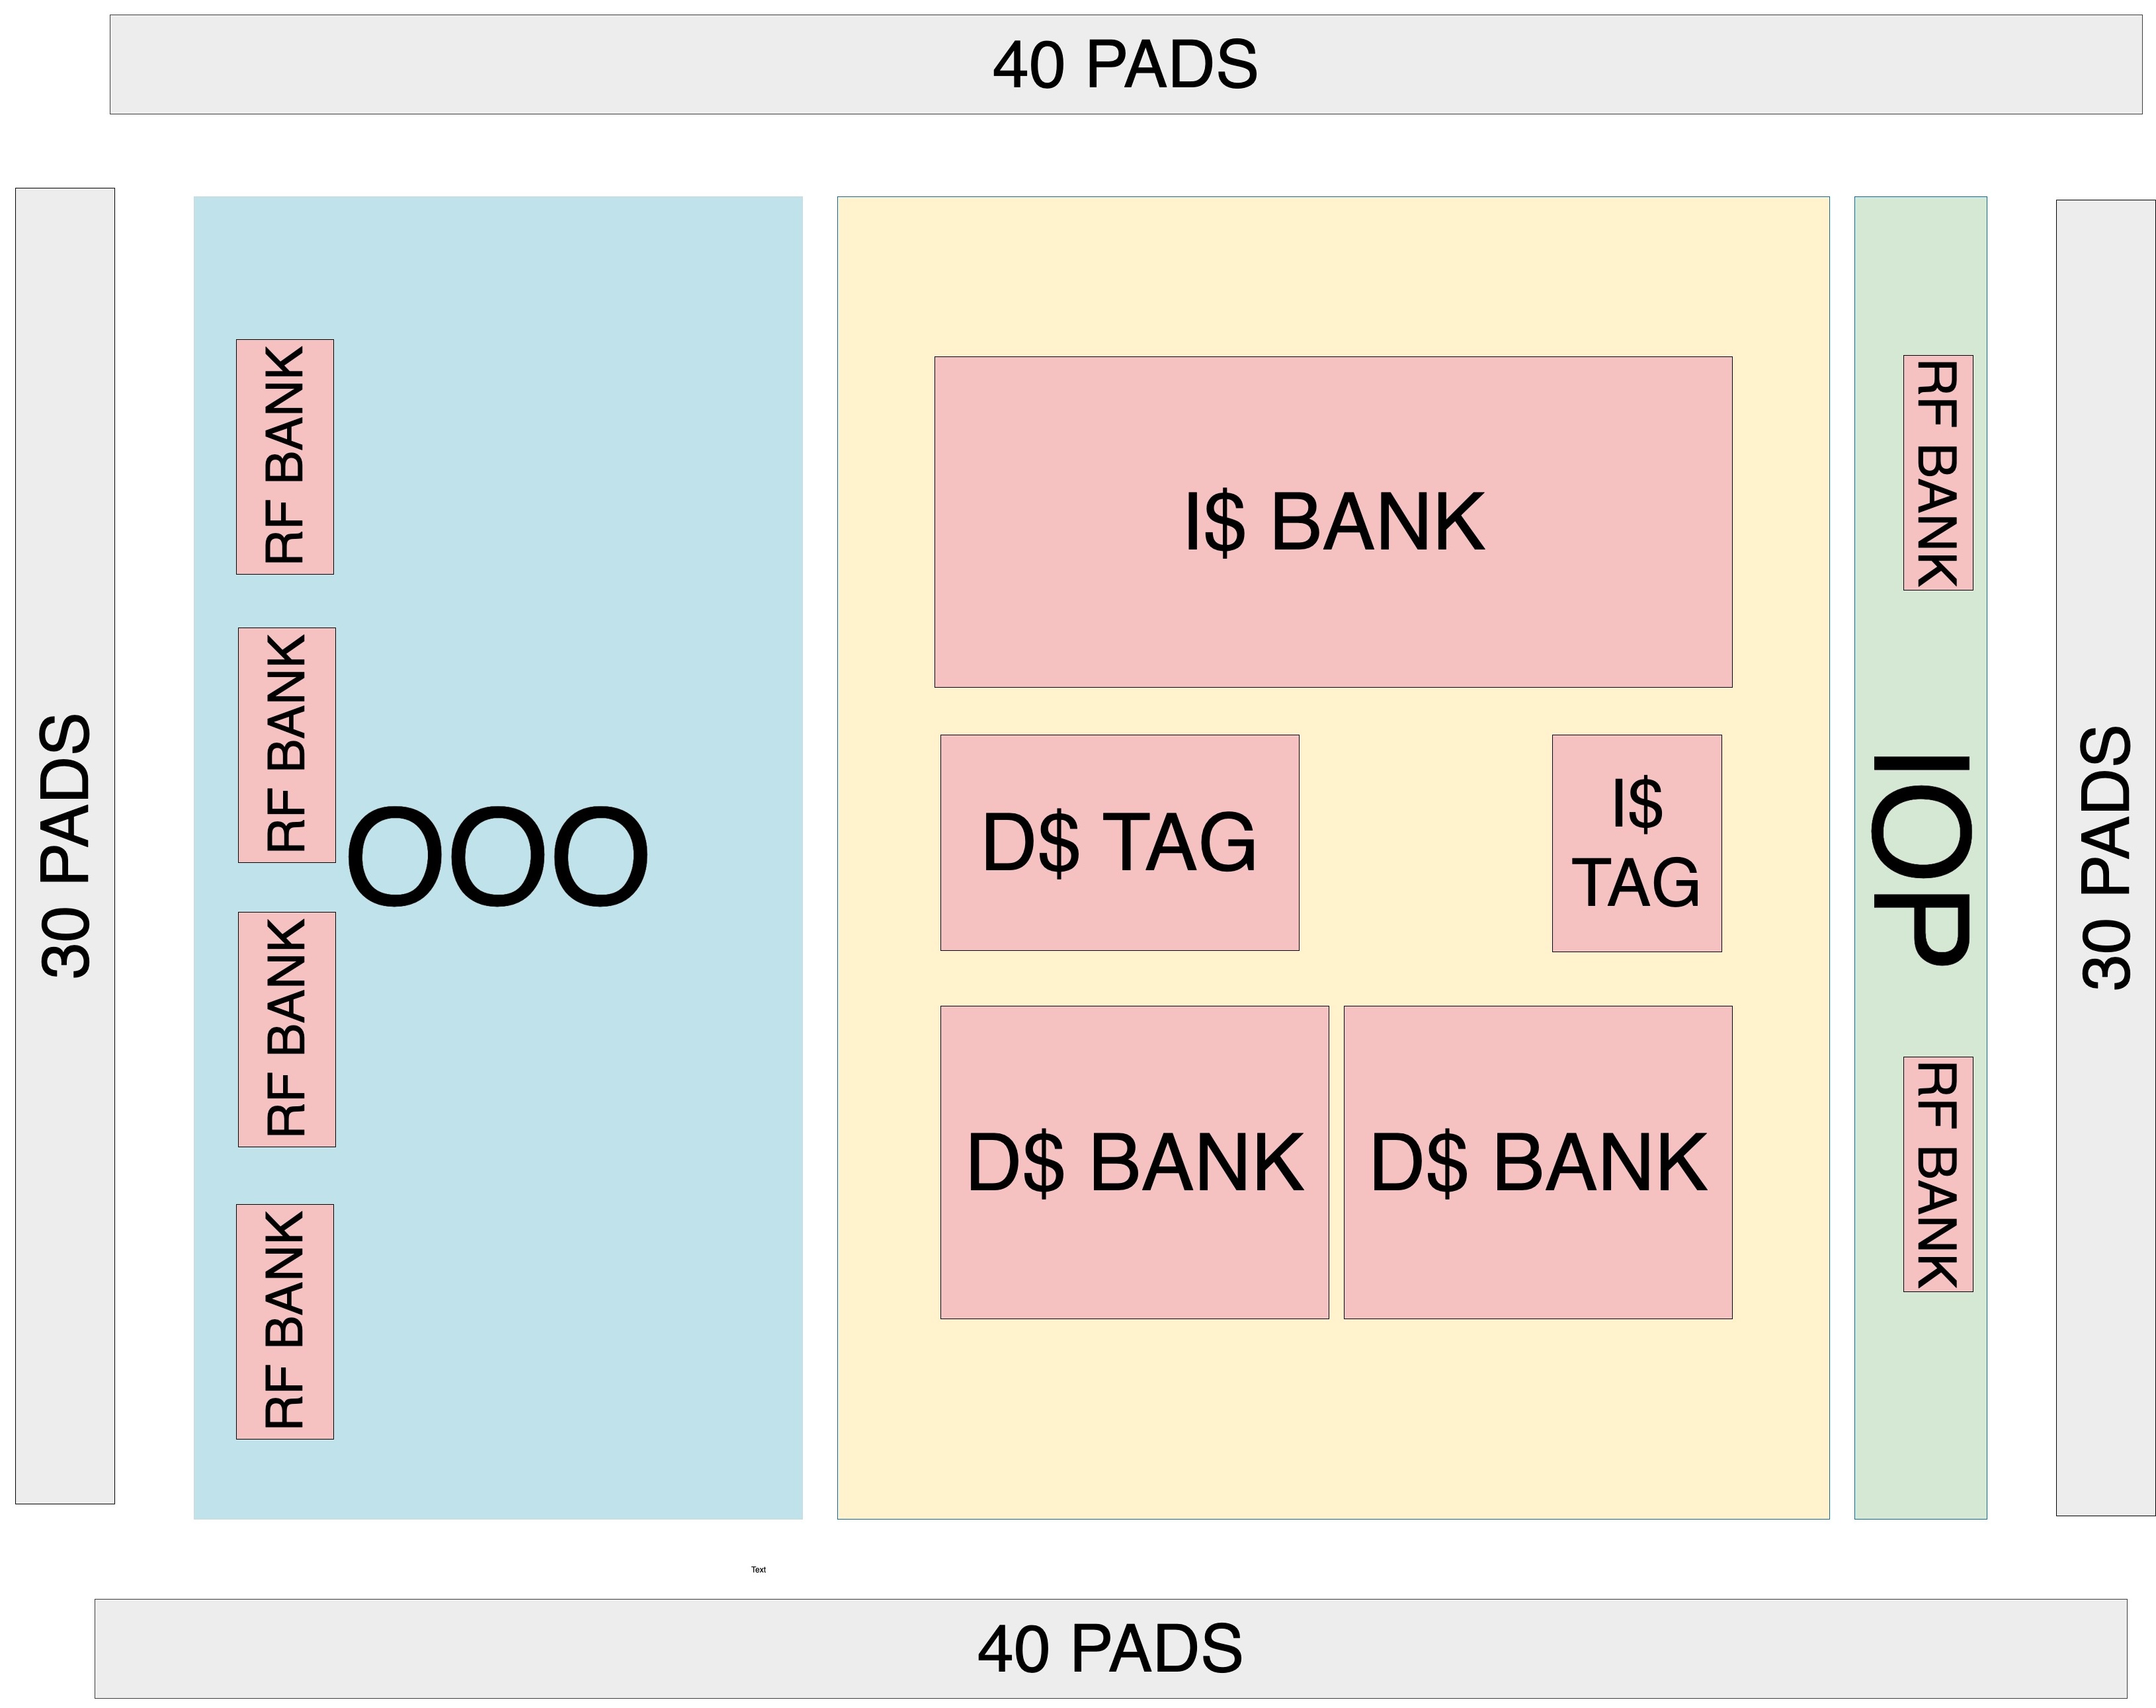 40 PADS
30 PADS
RF BANK
RF BANK
RF BANK
RF BANK
OOO
I$ BANK
D$ TAG
I$
TAG
D$ BANK
D$ BANK
RF BANK
IOP
RF BANK
30 PADS
Text
40 PADS